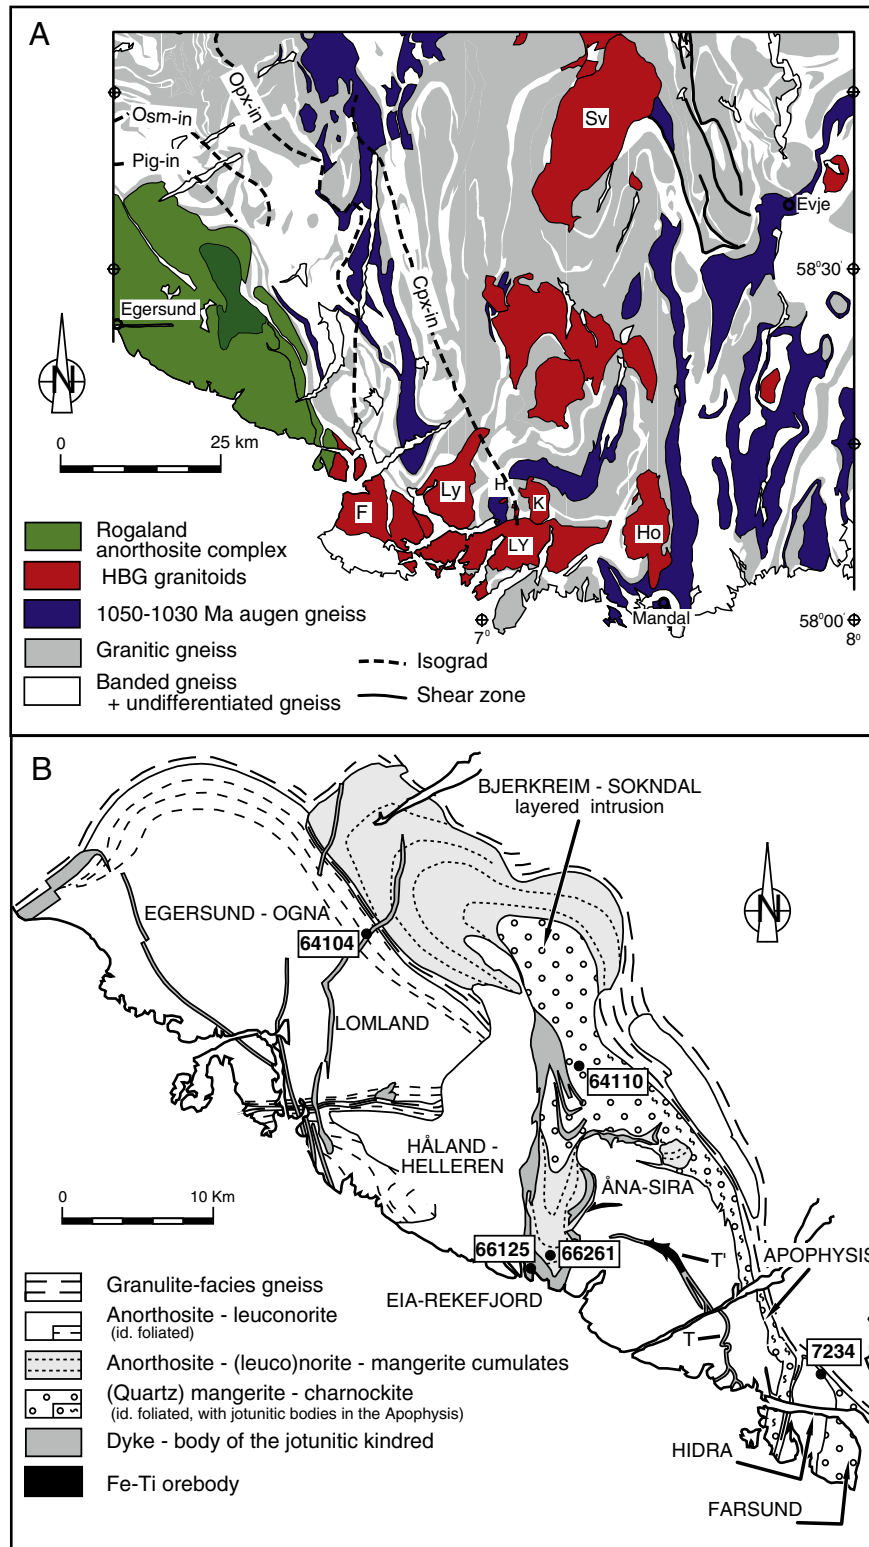 A
Opx-in
Osm-in
Pig-in
Sv
Evje
58°30'
Cpx-in
Egersund
N
0 25 km
Ly
H
K
F
LY
Ho
Rogaland
anorthosite complex
HBG granitoids
1050-1030 Ma augen gneiss
Mandal
7°
58°00'
8°
Granitic gneiss
Isograd
Banded gneiss
+ undifferentiated gneiss
Shear zone
B
BJERKREIM - SOKNDAL
layered intrusion
N
EGERSUND - OGNA
64104
LOMLAND
64110
HÅLAND -
HELLEREN
ÅNA-SIRA
0 10 Km
66125
66261
T'
APOPHYSIS
EIA-REKEFJORD
T
7234
Granulite-facies gneiss
Anorthosite - leuconorite
(id. foliated)
Anorthosite - (leuco)norite - mangerite cumulates
(Quartz) mangerite - charnockite
(id. foliated, with jotunitic bodies in the Apophysis)
Dyke - body of the jotunitic kindred
HIDRA
Fe-Ti orebody
FARSUND